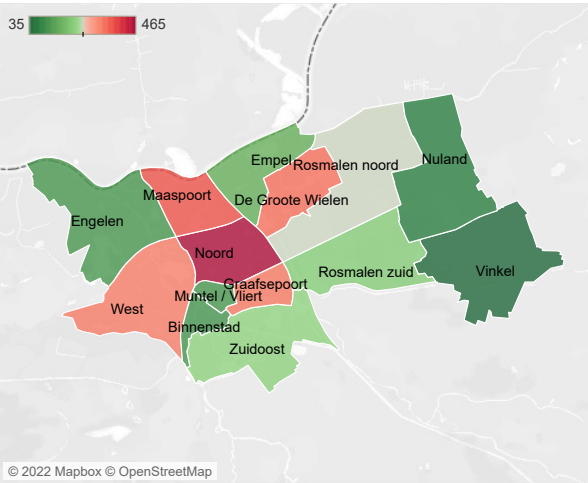 35 465
Empel
Rosmalen noord
Nuland
Maaspoort
De Groote Wielen
Engelen
Noord
Rosmalen zuid
Vinkel
Graafsepoort
Muntel / Vliert
West
Binnenstad
Zuidoost
© 2022 Mapbox © OpenStreetMap